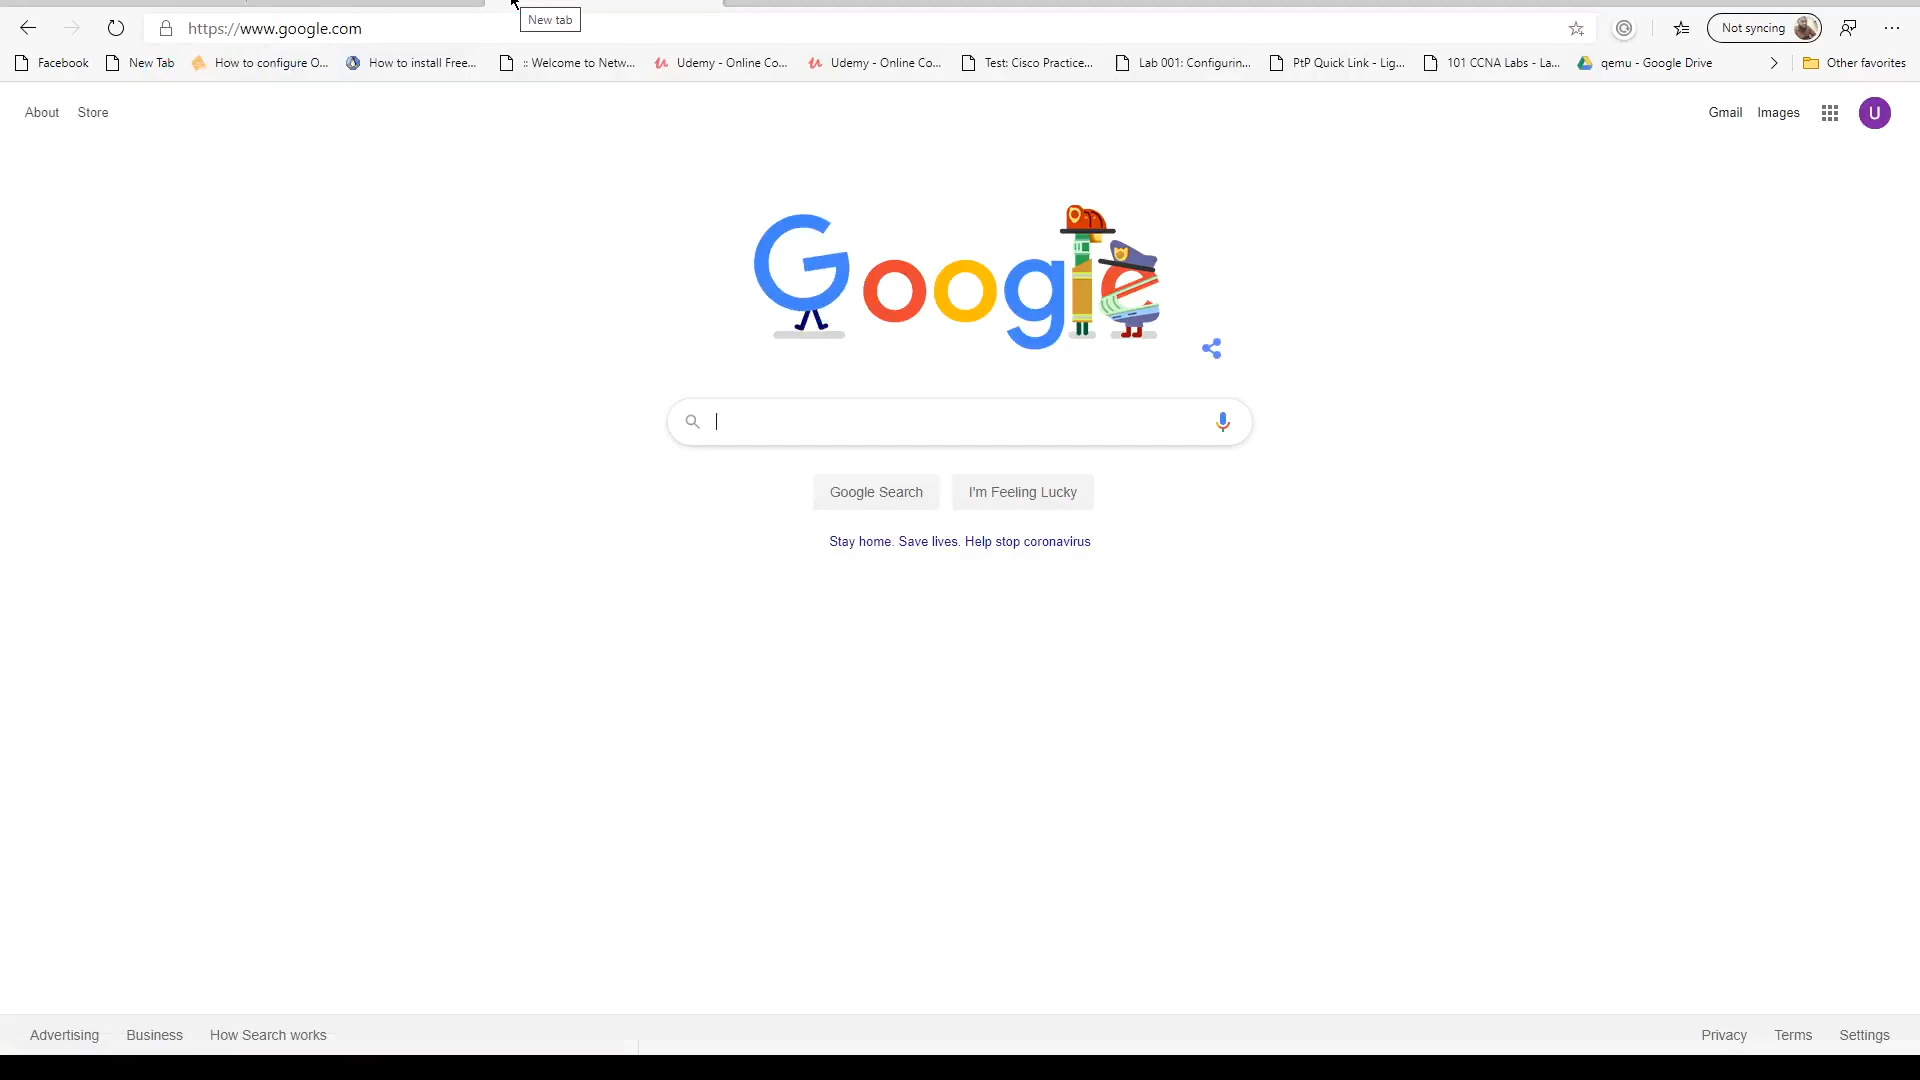 New tab
https://www.google.com
Not syncing
Facebook
New Tab
How to configure O...
How to install Free...
:: Welcome to Netw...
Udemy - Online Co...
Udemy - Online Co...
Test: Cisco Practice...
Lab 001: Configurin...
PtP Quick Link - Lig...
101 CCNA Labs - La...
qemu - Google Drive
Other favorites
About
Store
Gmail
Images
U
Google
Google Search
I'm Feeling Lucky
Stay home. Save lives. Help stop coronavirus
Advertising
Business
How Search works
Privacy
Terms
Settings